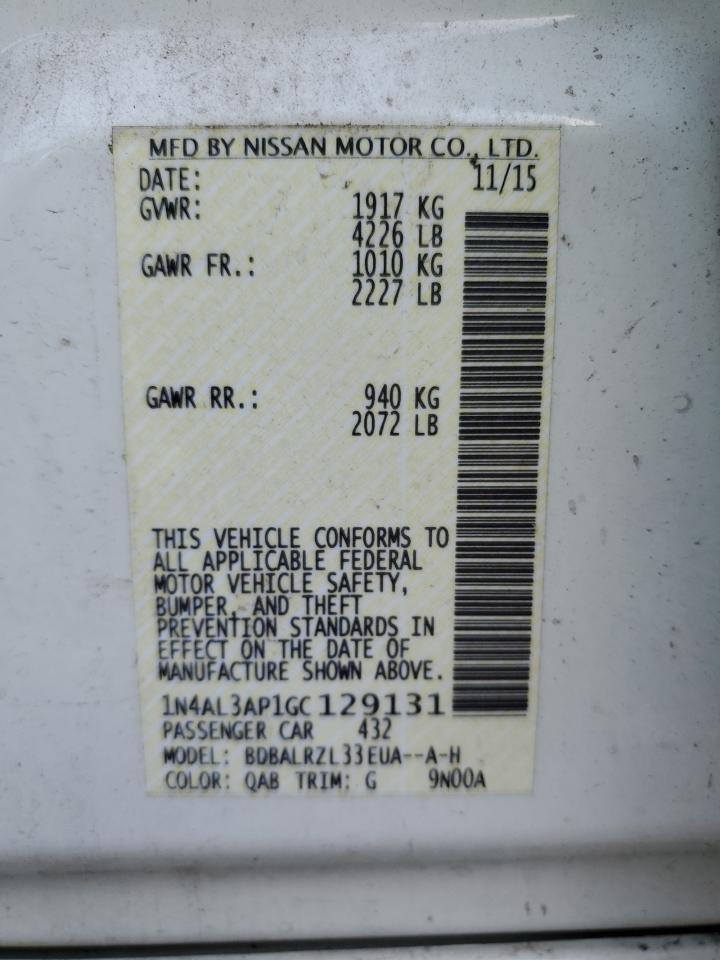 MFD BY NISSAN MOTOR CO., LTD.
DATE: 11/15
GVWR: 1917 KG
4226 LB
GAWR FR.: 1010 KG
2227 LB
GAWR RR.: 940 KG
2072 LB
THIS VEHICLE CONFORMS TO
ALL APPLICABLE FEDERAL
MOTOR VEHICLE SAFETY,
BUMPER, AND THEFT
PREVENTION STANDARDS IN
EFFECT ON THE DATE OF
MANUFACTURE SHOWN ABOVE.
1N4AL3AP1GC129131
PASSENGER CAR 432
MODEL: BDBALRZL33EUA--A-H
COLOR: QAB TRIM: G 9N00A